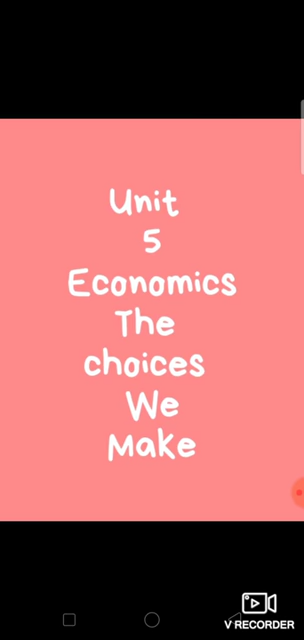 Unit
5
Economics
The
choices
We
Make
V RECORDER